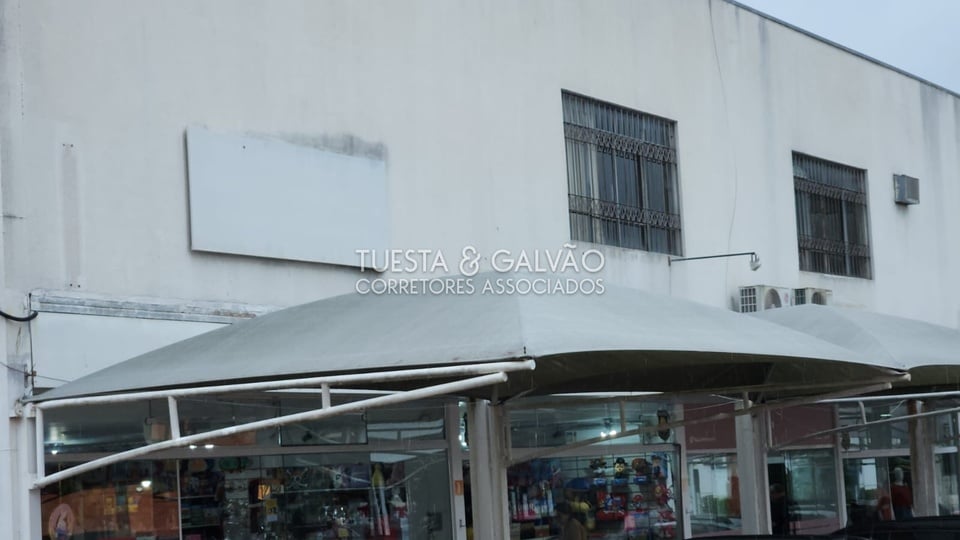 TUESTA & GALVÃO
CORRETORES ASSOCIADOS